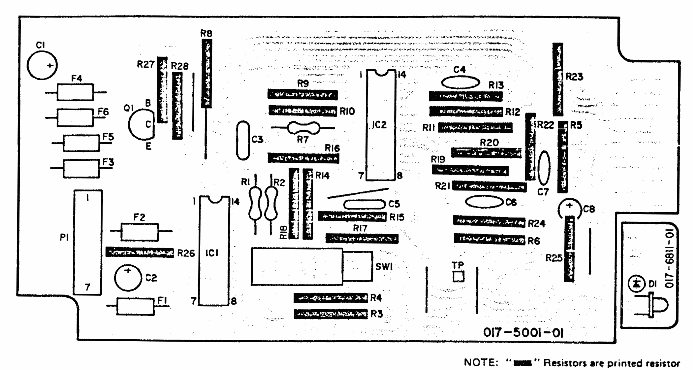 C1
F4
F6
F5
F3
R27
R28
R8
Q1
B
C
E
C3
R9
R10
R7
R16
1
14
IC2
7
8
C4
R13
R12
R11
R22
R20
R19
R21
C7
R23
R5
P1
1
7
F2
R26
C2
F1
1
14
IC1
7
8
R1
R2
R18
R14
C5
R15
R17
SW1
R4
R3
C6
R24
R6
TP
C8
R25
017-6811-01
D1
017-5001-01
NOTE: " " Resistors are printed resistor